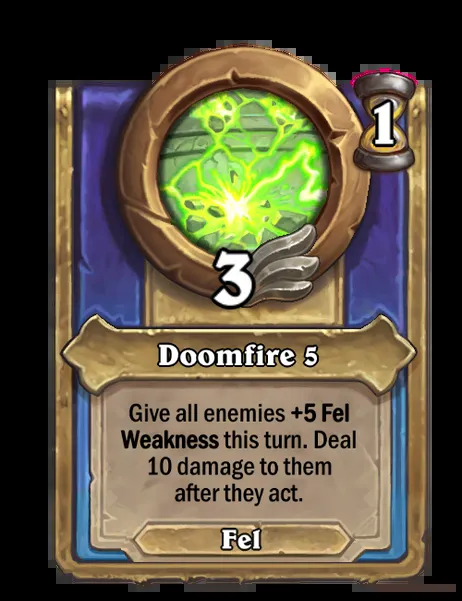 1
3
Doomfire 5
Give all enemies +5 Fel
Weakness this turn. Deal
10 damage to them
after they act.
Fel